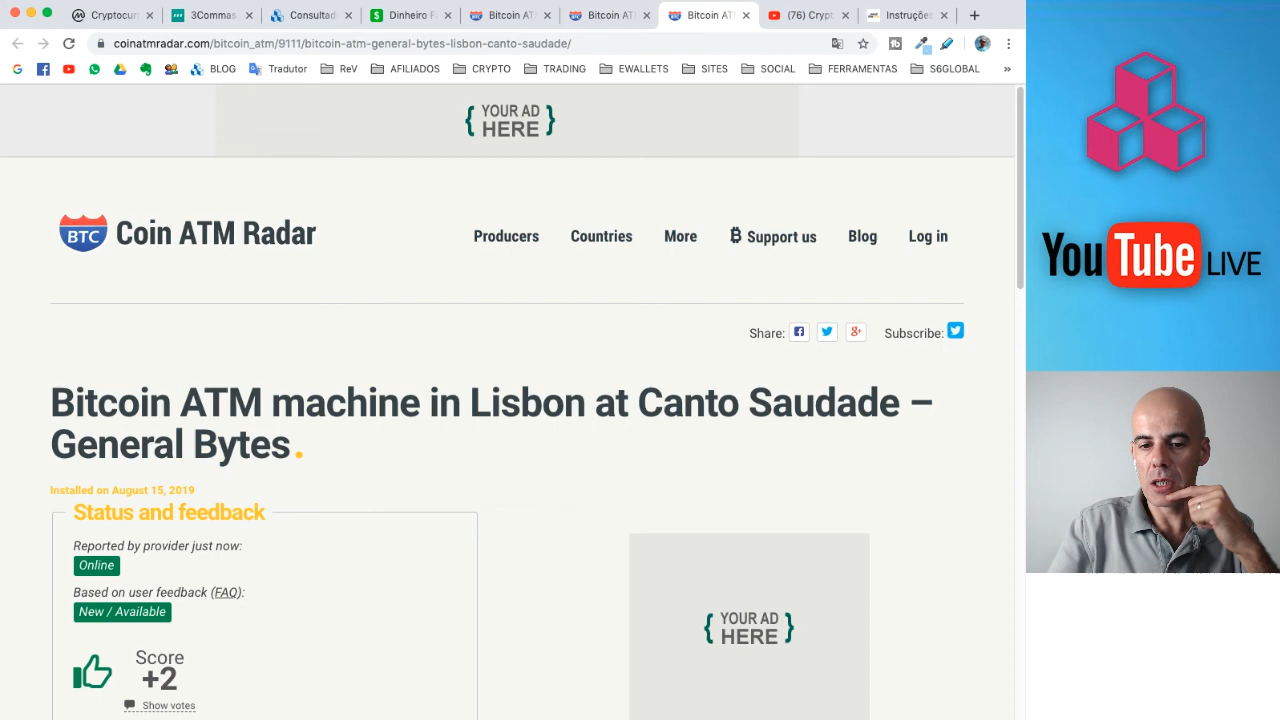 Cryptocurr
3Commas
Consultad
Dinheiro F
Bitcoin AT
Bitcoin AT
Bitcoin AT
(76) Crypt
Instruções
coinatmradar.com/bitcoin_atm/9111/bitcoin-atm-general-bytes-lisbon-canto-saudade/
BLOG
Tradutor
ReV
AFILIADOS
CRYPTO
TRADING
EWALLETS
SITES
SOCIAL
FERRAMENTAS
S6GLOBAL
»
{ YOUR AD
HERE }
BTC Coin ATM Radar
Producers
Countries
More
Support us
Blog
Log in
Share:
Subscribe:
Bitcoin ATM machine in Lisbon at Canto Saudade –
General Bytes.
Installed on August 15, 2019
Status and feedback
Reported by provider just now:
Online
Based on user feedback (FAQ):
New / Available
Score
+2
Show votes
{ YOUR AD
HERE }
YouTube LIVE